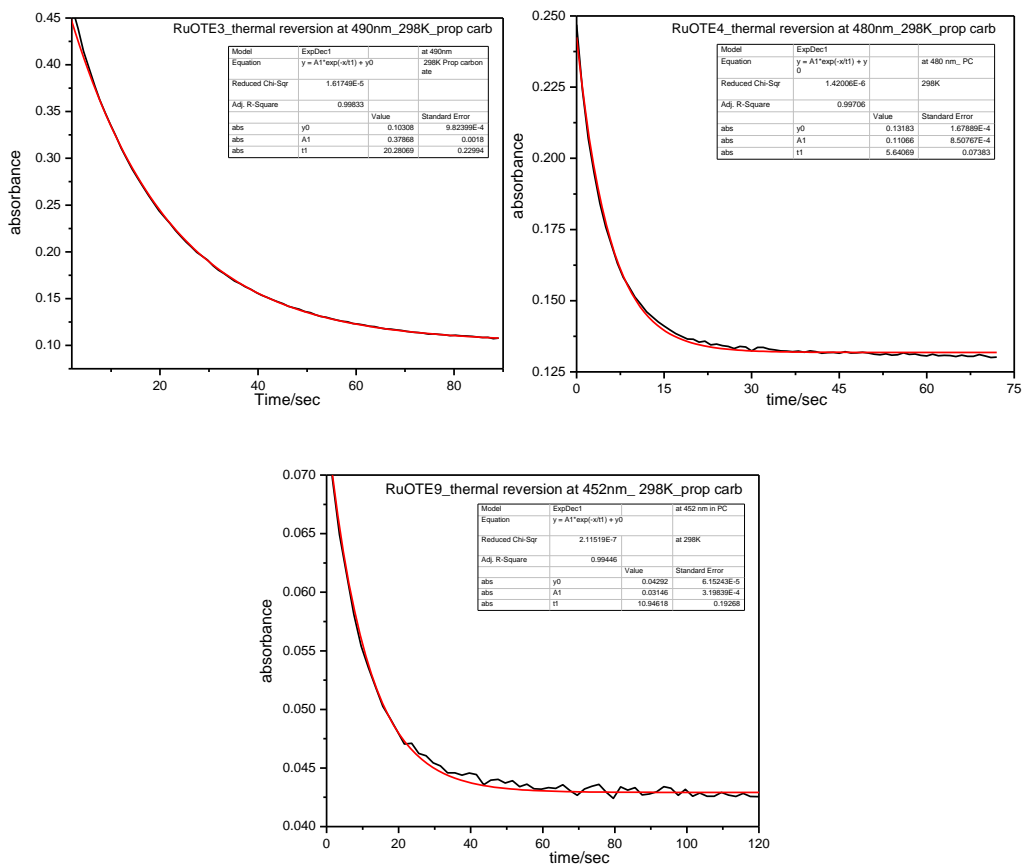 RuOTE3_thermal reversion at 490nm_298K_prop carb
Model ExpDec1 at 490nm
Equation y = A1*exp(-x/t1) + y0 298K Prop carbon
ate
Reduced Chi-Sqr 1.61749E-5
Adj. R-Square 0.99833
Value Standard Error
abs y0 0.10308 9.82399E-4
abs A1 0.37868 0.0018
abs t1 20.28069 0.22994
absorbance
0.45
0.40
0.35
0.30
0.25
0.20
0.15
0.10
20 40 60 80
Time/sec
RuOTE4_thermal reversion at 480nm_298K_prop carb
Model ExpDec1
Equation y = A1*exp(-x/t1) + y at 480 nm_ PC
0
Reduced Chi-Sqr 1.42006E-6 298K
Adj. R-Square 0.99706
Value Standard Error
abs y0 0.13183 1.67889E-4
abs A1 0.11066 8.50767E-4
abs t1 5.64069 0.07383
absorbance
0.250
0.225
0.200
0.175
0.150
0.125
0 15 30 45 60 75
time/sec
RuOTE9_thermal reversion at 452nm_ 298K_prop carb
Model ExpDec1 at 452 nm in PC
Equation y = A1*exp(-x/t1) + y0
Reduced Chi-Sqr 2.11519E-7 at 298K
Adj. R-Square 0.99446
Value Standard Error
abs y0 0.04292 6.15243E-5
abs A1 0.03146 3.19839E-4
abs t1 10.94618 0.19268
absorbance
0.070
0.065
0.060
0.055
0.050
0.045
0.040
0 20 40 60 80 100 120
time/sec